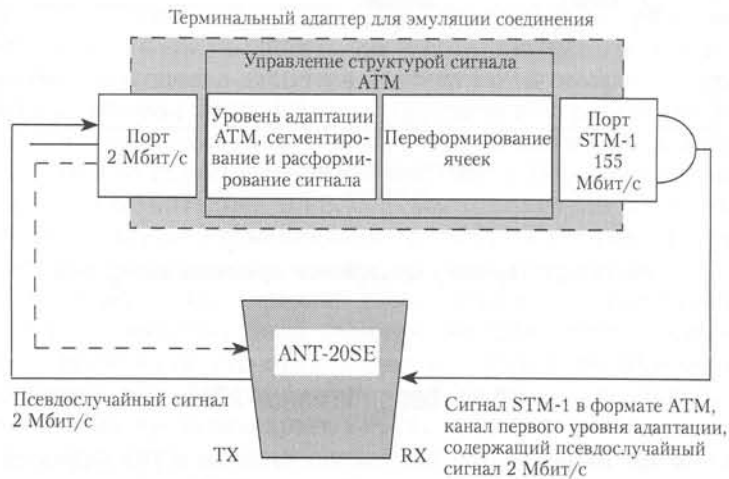 Терминальный адаптер для эмуляции соединения
Управление структурой сигнала
АТМ
Порт
2 Мбит/с
Уровень адаптации
АТМ, сегментиро-
вание и расформи-
рование сигнала
Переформирование
ячеек
Порт
STM-1
155
Мбит/с
ANT-20SE
Псевдослучайный сигнал
2 Мбит/с
TX
RX
Сигнал STM-1 в формате АТМ,
канал первого уровня адаптации,
содержащий псевдослучайный
сигнал 2 Мбит/с